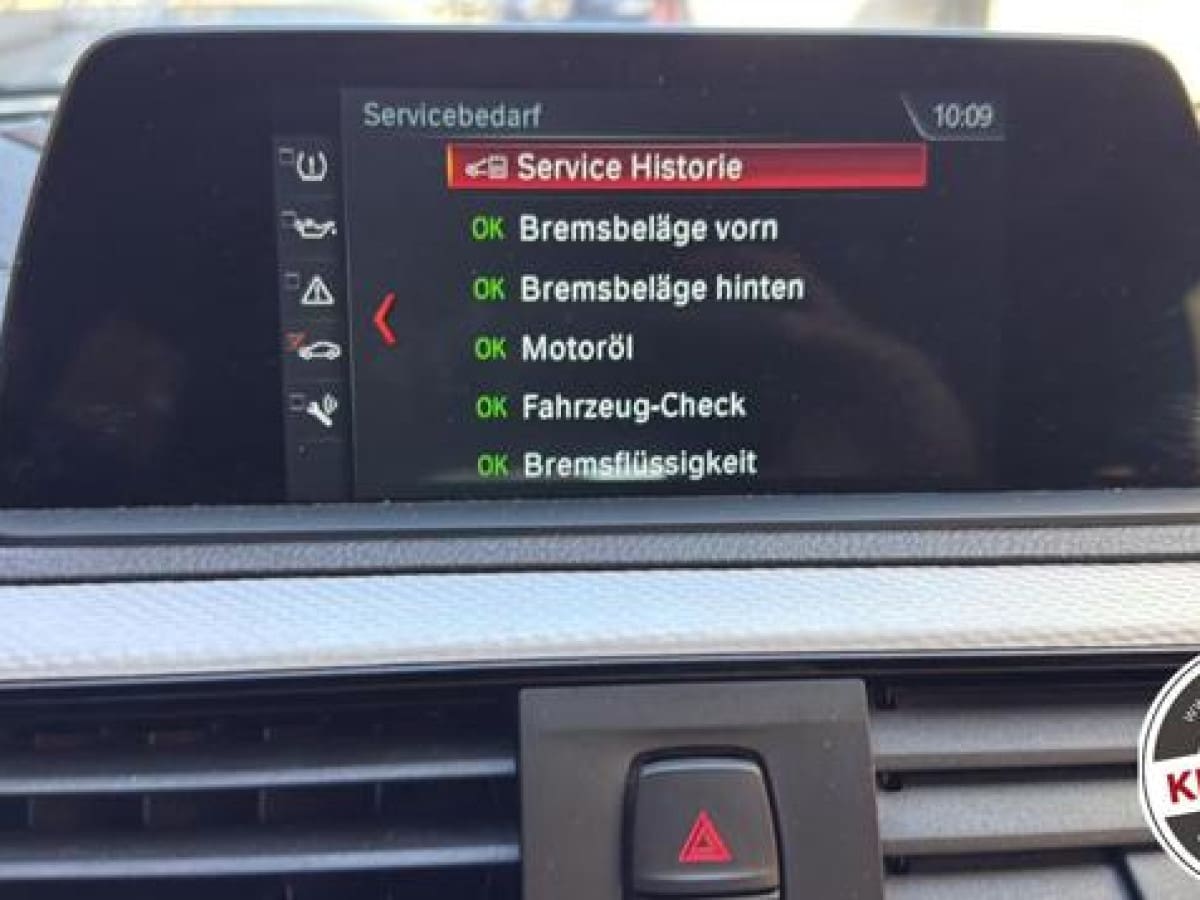 Servicebedarf
10:09
Service Historie
OK Bremsbeläge vorn
OK Bremsbeläge hinten
OK Motoröl
OK Fahrzeug-Check
OK Bremsflüssigkeit